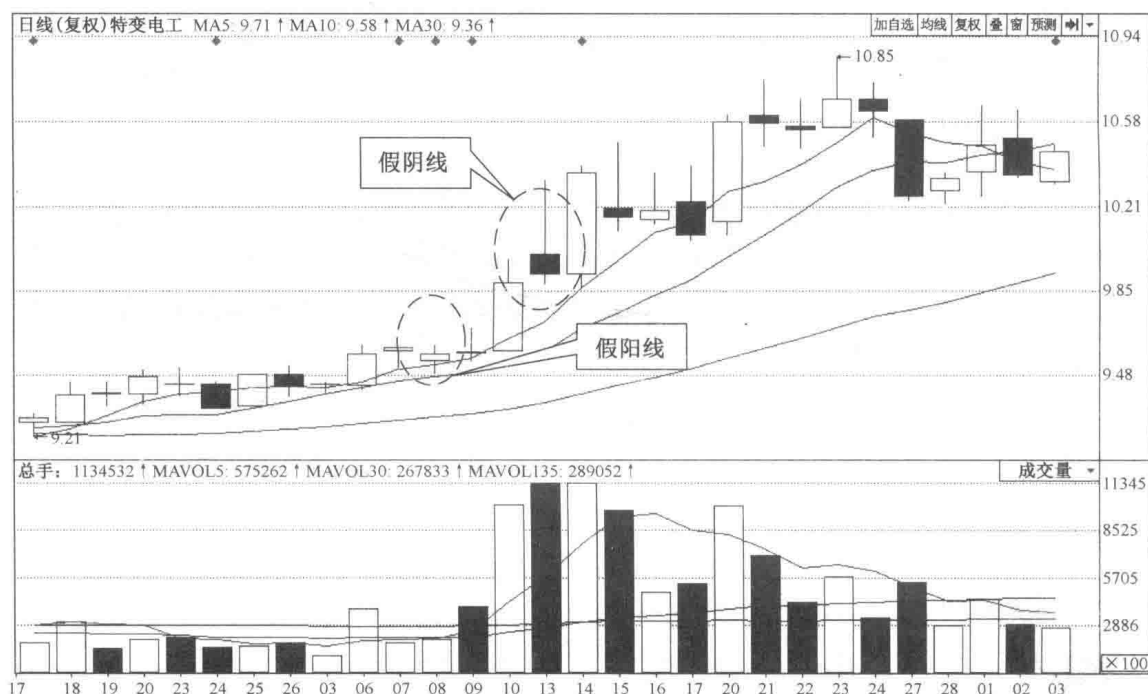 日线(复权)特变电工 MA5: 9.71 ↑ MA10: 9.58 ↑ MA30: 9.36 ↑
加自选 均线 复权 叠 窗 预测
10.94
10.85
10.58
假阴线
10.21
9.85
假阳线
9.48
9.21
总手: 1134532 ↑ MAVOL5: 575262 ↑ MAVOL30: 267833 ↑ MAVOL135: 289052 ↑
成交量
11345
8525
5705
2886
×100
17 18 19 20 23 24 25 26 03 06 07 08 09 10 13 14 15 16 17 20 21 22 23 24 27 28 01 02 03